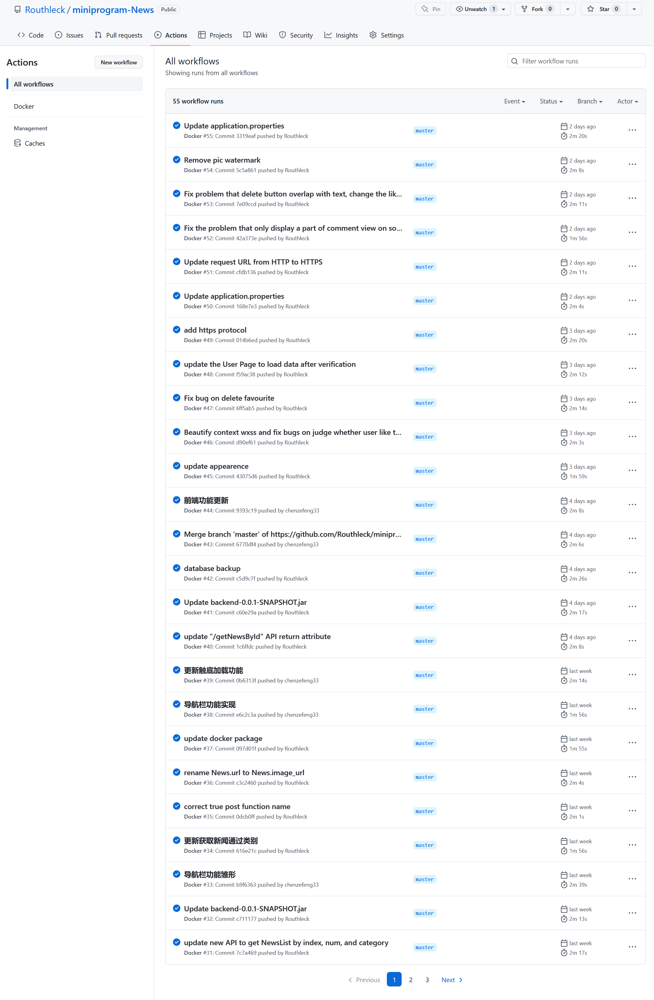 Routhleck / miniprogram-News Public
Pin Unwatch 1 Fork 0 Star 0
Code Issues Pull requests Actions Projects Wiki Security Insights Settings
Actions
New workflow
All workflows
Docker
Management
Caches
All workflows
Showing runs from all workflows
Filter workflow runs
55 workflow runs
Event Status Branch Actor
Update application.properties
Docker #55: Commit 3319eaf pushed by Routhleck
master
2 days ago
2m 20s
Remove pic watermark
Docker #54: Commit 5c5a861 pushed by Routhleck
master
2 days ago
2m 8s
Fix problem that delete button overlap with text, change the lik...
Docker #53: Commit 7e09ccd pushed by Routhleck
master
2 days ago
2m 11s
Fix the problem that only display a part of comment view on so...
Docker #52: Commit 42a373e pushed by Routhleck
master
2 days ago
1m 56s
Update request URL from HTTP to HTTPS
Docker #51: Commit cfdb136 pushed by Routhleck
master
2 days ago
2m 11s
Update application.properties
Docker #50: Commit 168e7e3 pushed by Routhleck
master
2 days ago
2m 4s
add https protocol
Docker #49: Commit 014b6ed pushed by Routhleck
master
3 days ago
2m 20s
update the User Page to load data after verification
Docker #48: Commit f59ac38 pushed by Routhleck
master
3 days ago
2m 12s
Fix bug on delete favourite
Docker #47: Commit 6ff5ab5 pushed by Routhleck
master
3 days ago
2m 14s
Beautify context wxss and fix bugs on judge whether user like t...
Docker #46: Commit d90ef61 pushed by Routhleck
master
3 days ago
2m 3s
update appearence
Docker #45: Commit 43075d6 pushed by Routhleck
master
3 days ago
1m 59s
前端功能更新
Docker #44: Commit 9393c19 pushed by chenzefeng33
master
4 days ago
2m 8s
Merge branch 'master' of https://github.com/Routhleck/minipr...
Docker #43: Commit 6770df4 pushed by chenzefeng33
master
4 days ago
2m 6s
database backup
Docker #42: Commit c5d9c7f pushed by Routhleck
master
4 days ago
2m 26s
Update backend-0.0.1-SNAPSHOT.jar
Docker #41: Commit c60e29a pushed by Routhleck
master
4 days ago
2m 17s
update "/getNewsById" API return attribute
Docker #40: Commit 1c6ffdc pushed by Routhleck
master
4 days ago
2m 8s
更新触底加载功能
Docker #39: Commit 0b6313f pushed by chenzefeng33
master
last week
2m 14s
导航栏功能实现
Docker #38: Commit e6c2c3a pushed by chenzefeng33
master
last week
1m 56s
update docker package
Docker #37: Commit 097d01f pushed by Routhleck
master
last week
1m 55s
rename News.url to News.image_url
Docker #36: Commit c3c2460 pushed by Routhleck
master
last week
2m 4s
correct true post function name
Docker #35: Commit 0dcb0ff pushed by Routhleck
master
last week
2m 1s
更新获取新闻通过类别
Docker #34: Commit 616e21c pushed by Routhleck
master
last week
1m 56s
导航栏功能雏形
Docker #33: Commit b9f6363 pushed by chenzefeng33
master
last week
2m 39s
Update backend-0.0.1-SNAPSHOT.jar
Docker #32: Commit c711177 pushed by Routhleck
master
last week
2m 13s
update new API to get NewsList by index, num, and category
Docker #31: Commit 7c7a469 pushed by Routhleck
master
last week
2m 17s
Previous 1 2 3 Next